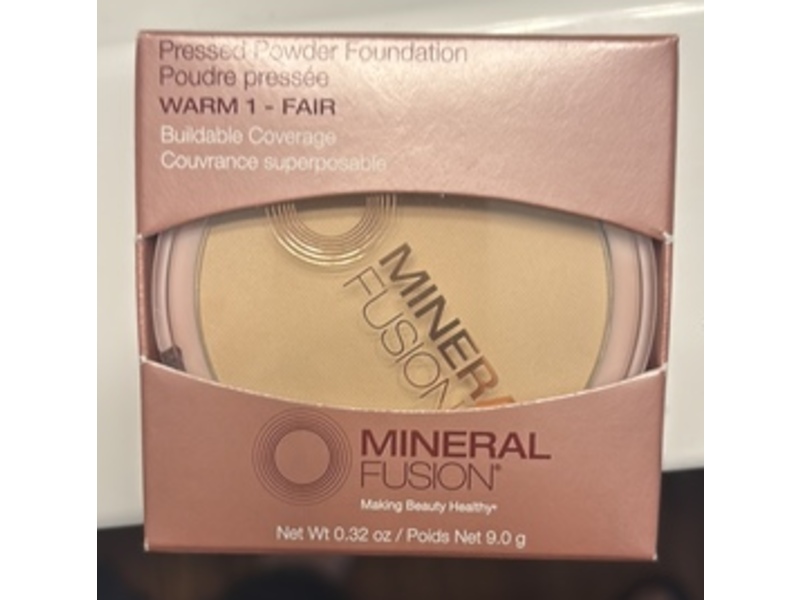 Pressed Powder Foundation
Poudre pressée
WARM 1 - FAIR
Buildable Coverage
Couvrance superposable
MINERA
FUSION
MINERAL
FUSION®
Making Beauty Healthy®
Net Wt 0.32 oz / Poids Net 9.0 g